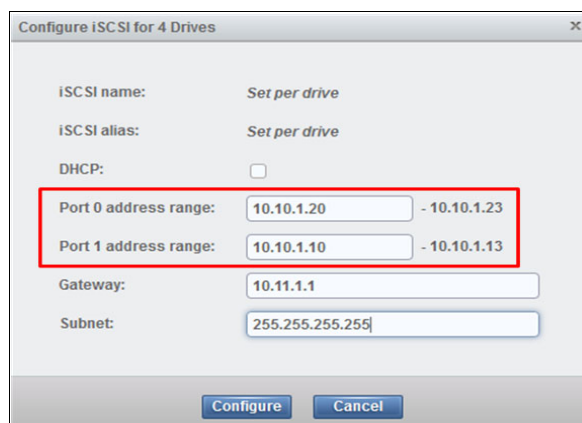 Configure iSCSI for 4 Drives x
iSCSI name: Set per drive
iSCSI alias: Set per drive
DHCP:
Port 0 address range: 10.10.1.20 - 10.10.1.23
Port 1 address range: 10.10.1.10 - 10.10.1.13
Gateway: 10.11.1.1
Subnet: 255.255.255.255
Configure Cancel